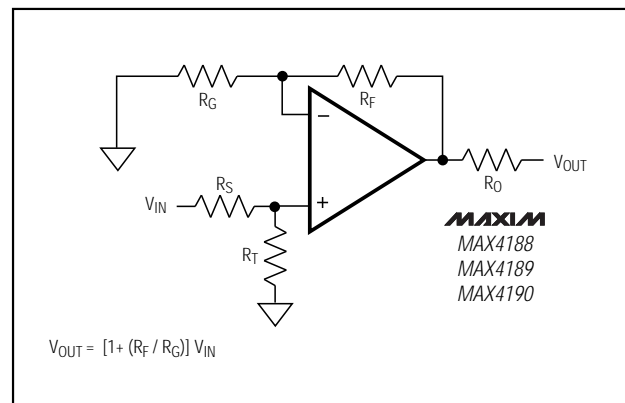 RG
RF
−
VOUT
RO
VIN
RS
+
RT
MAXIM
MAX4188
MAX4189
MAX4190
VOUT = [1+ (RF / RG)] VIN